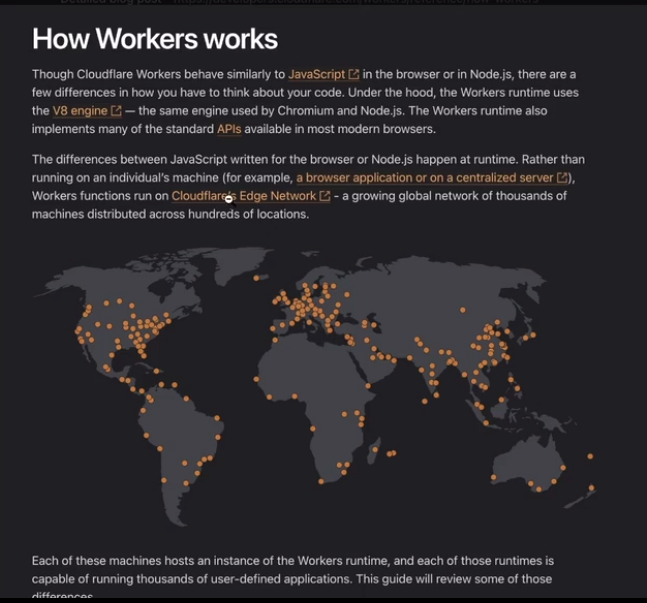 How Workers works
Though Cloudflare Workers behave similarly to JavaScript in the browser or in Node.js, there are a
few differences in how you have to think about your code. Under the hood, the Workers runtime uses
the V8 engine — the same engine used by Chromium and Node.js. The Workers runtime also
implements many of the standard APIs available in most modern browsers.
The differences between JavaScript written for the browser or Node.js happen at runtime. Rather than
running on an individual's machine (for example, a browser application or on a centralized server),
Workers functions run on Cloudflare's Edge Network - a growing global network of thousands of
machines distributed across hundreds of locations.
Each of these machines hosts an instance of the Workers runtime, and each of those runtimes is
capable of running thousands of user-defined applications. This guide will review some of those
differences